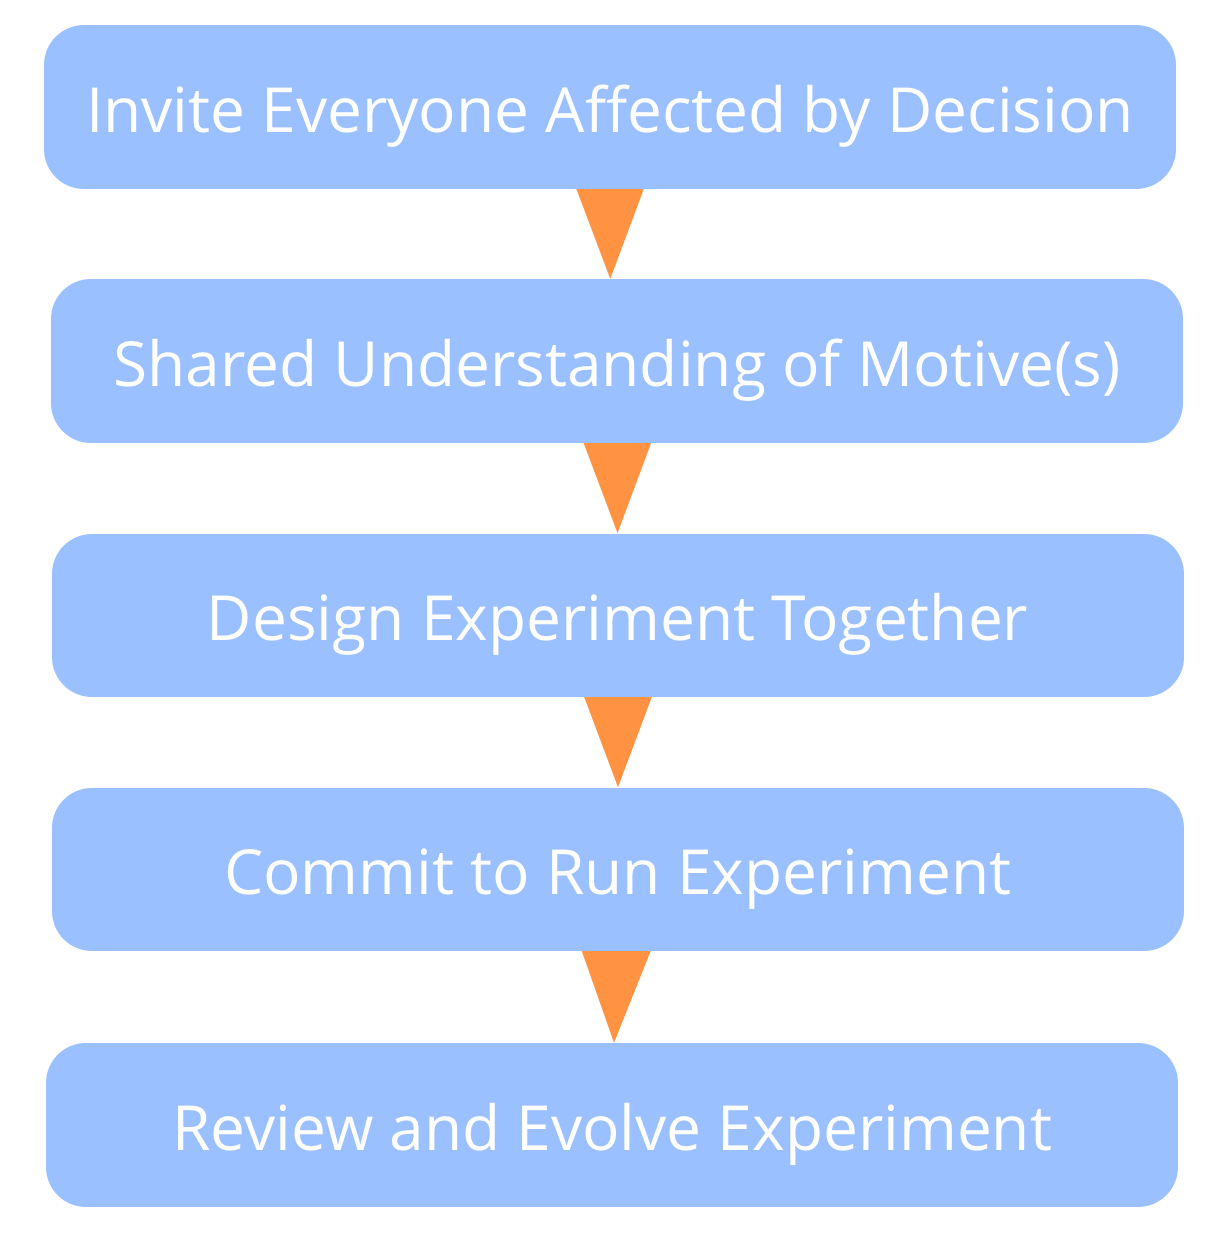 Invite Everyone Affected by Decision
Shared Understanding of Motive(s)
Design Experiment Together
Commit to Run Experiment
Review and Evolve Experiment